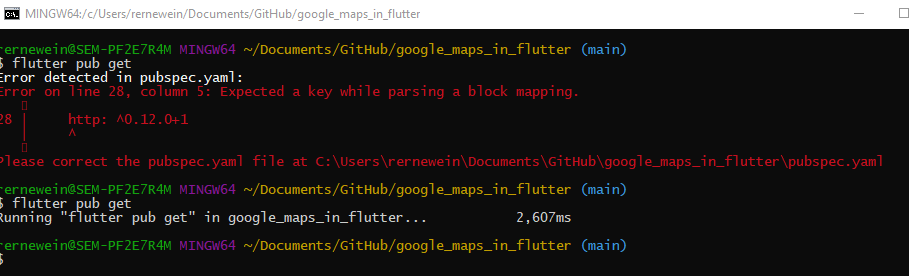 MINGW64:/c/Users/rernewein/Documents/GitHub/google_maps_in_flutter
rernewein@SEM-PF2E7R4M MINGW64 ~/Documents/GitHub/google_maps_in_flutter (main)
$ flutter pub get
Error detected in pubspec.yaml:
Error on line 28, column 5: Expected a key while parsing a block mapping.
28 |     http: ^0.12.0+1
|     ^
Please correct the pubspec.yaml file at C:\Users\rernewein\Documents\GitHub\google_maps_in_flutter\pubspec.yaml
rernewein@SEM-PF2E7R4M MINGW64 ~/Documents/GitHub/google_maps_in_flutter (main)
$ flutter pub get
Running "flutter pub get" in google_maps_in_flutter...           2,607ms
rernewein@SEM-PF2E7R4M MINGW64 ~/Documents/GitHub/google_maps_in_flutter (main)
$